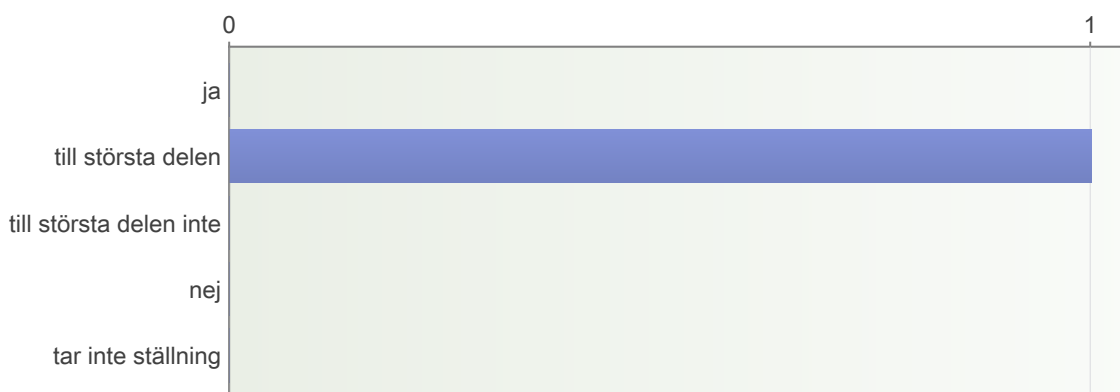 0 1
ja
till största delen
till största delen inte
nej
tar inte ställning